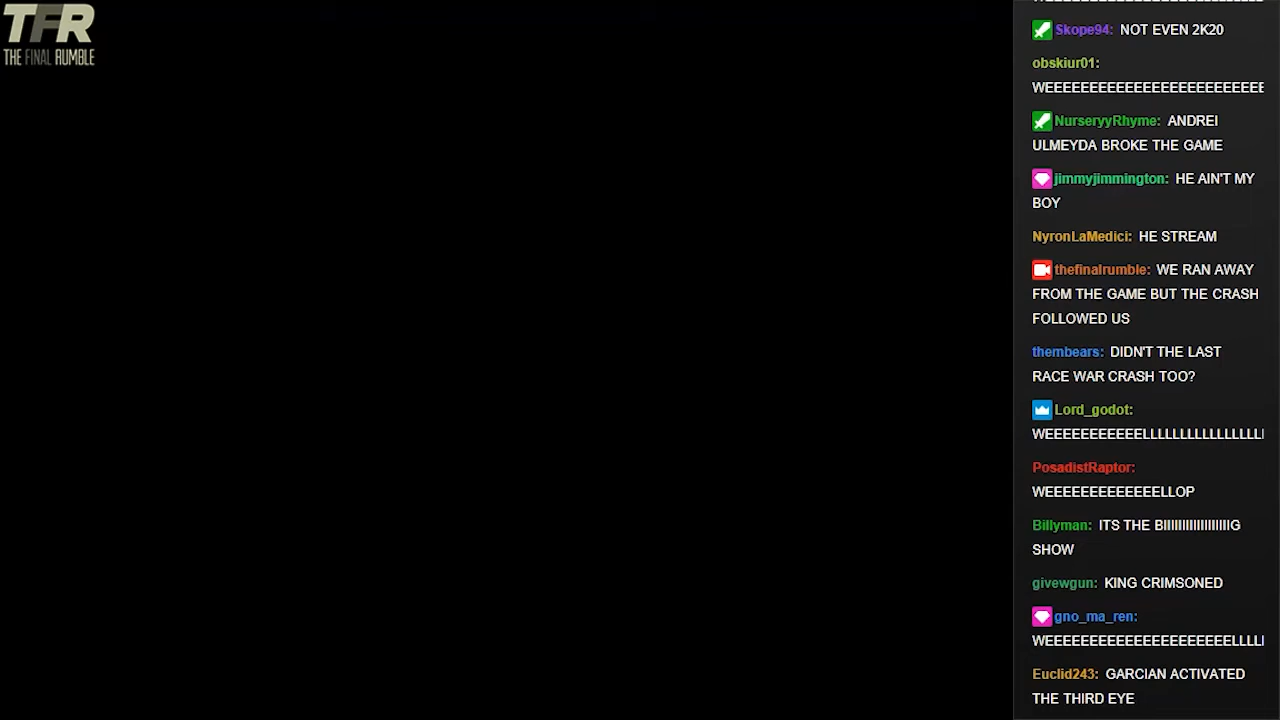 TFR
THE FINAL RUMBLE
Skope94: NOT EVEN 2K20
obskiur01:
WEEEEEEEEEEEEEEEEEEEEEEEEE
NurseryyRhyme: ANDREI
ULMEYDA BROKE THE GAME
jimmyjimmington: HE AIN'T MY
BOY
NyronLaMedici: HE STREAM
thefinalrumble: WE RAN AWAY
FROM THE GAME BUT THE CRASH
FOLLOWED US
thembears: DIDN'T THE LAST
RACE WAR CRASH TOO?
Lord_godot:
WEEEEEEEEEEELLLLLLLLLLLLLL
PosadistRaptor:
WEEEEEEEEEEEEELLOP
Billyman: ITS THE BIIIIIIIIIIIIIIIIIIG
SHOW
givewgun: KING CRIMSONED
gno_ma_ren:
WEEEEEEEEEEEEEEEEEEEEELLLL
Euclid243: GARCIAN ACTIVATED
THE THIRD EYE